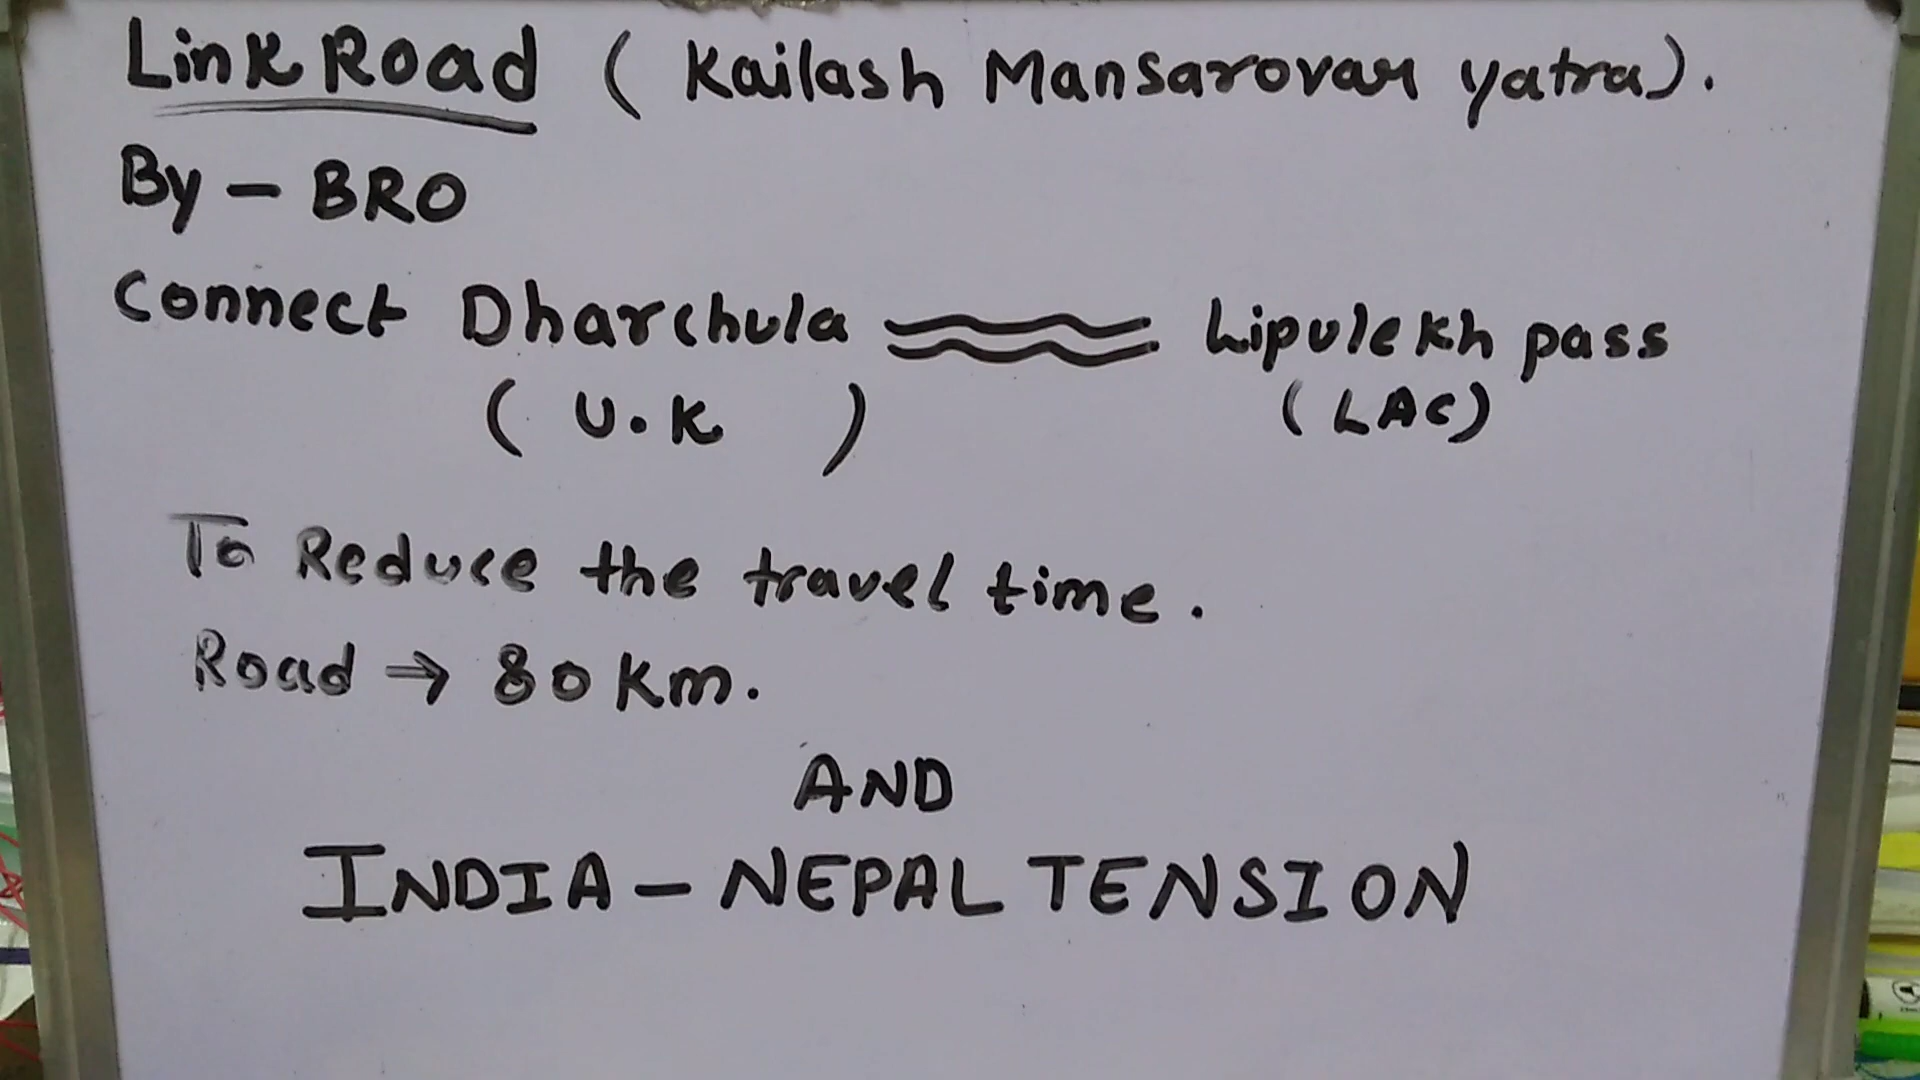 Link Road ( Kailash Mansarovar yatra).
By - BRO
Connect Dharchula Lipulekh pass
( U.K ) (LAC)
To Reduce the travel time.
Road → 80 Km.
AND
INDIA - NEPAL TENSION